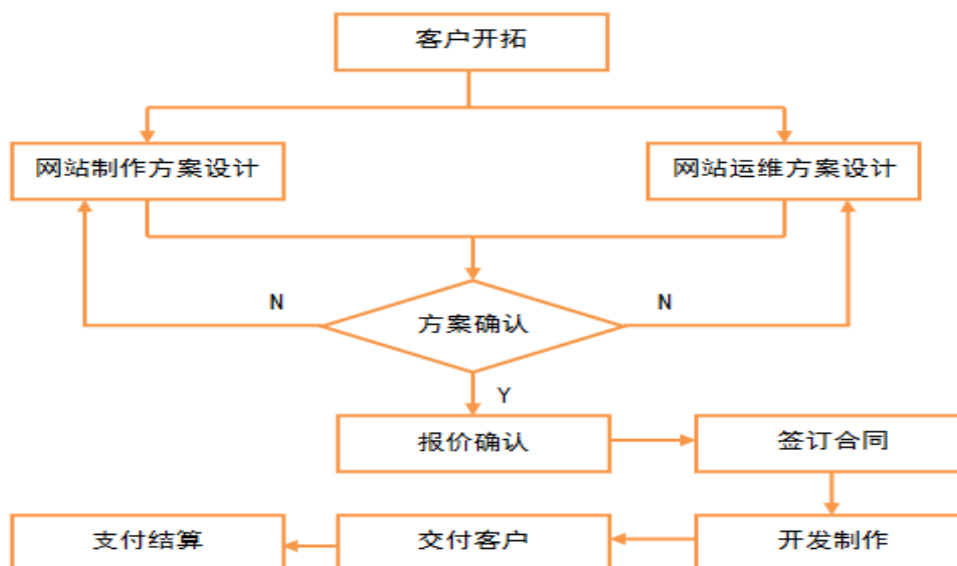 客户开拓
网站制作方案设计
网站运维方案设计
N
方案确认
N
Y
报价确认
签订合同
支付结算
交付客户
开发制作